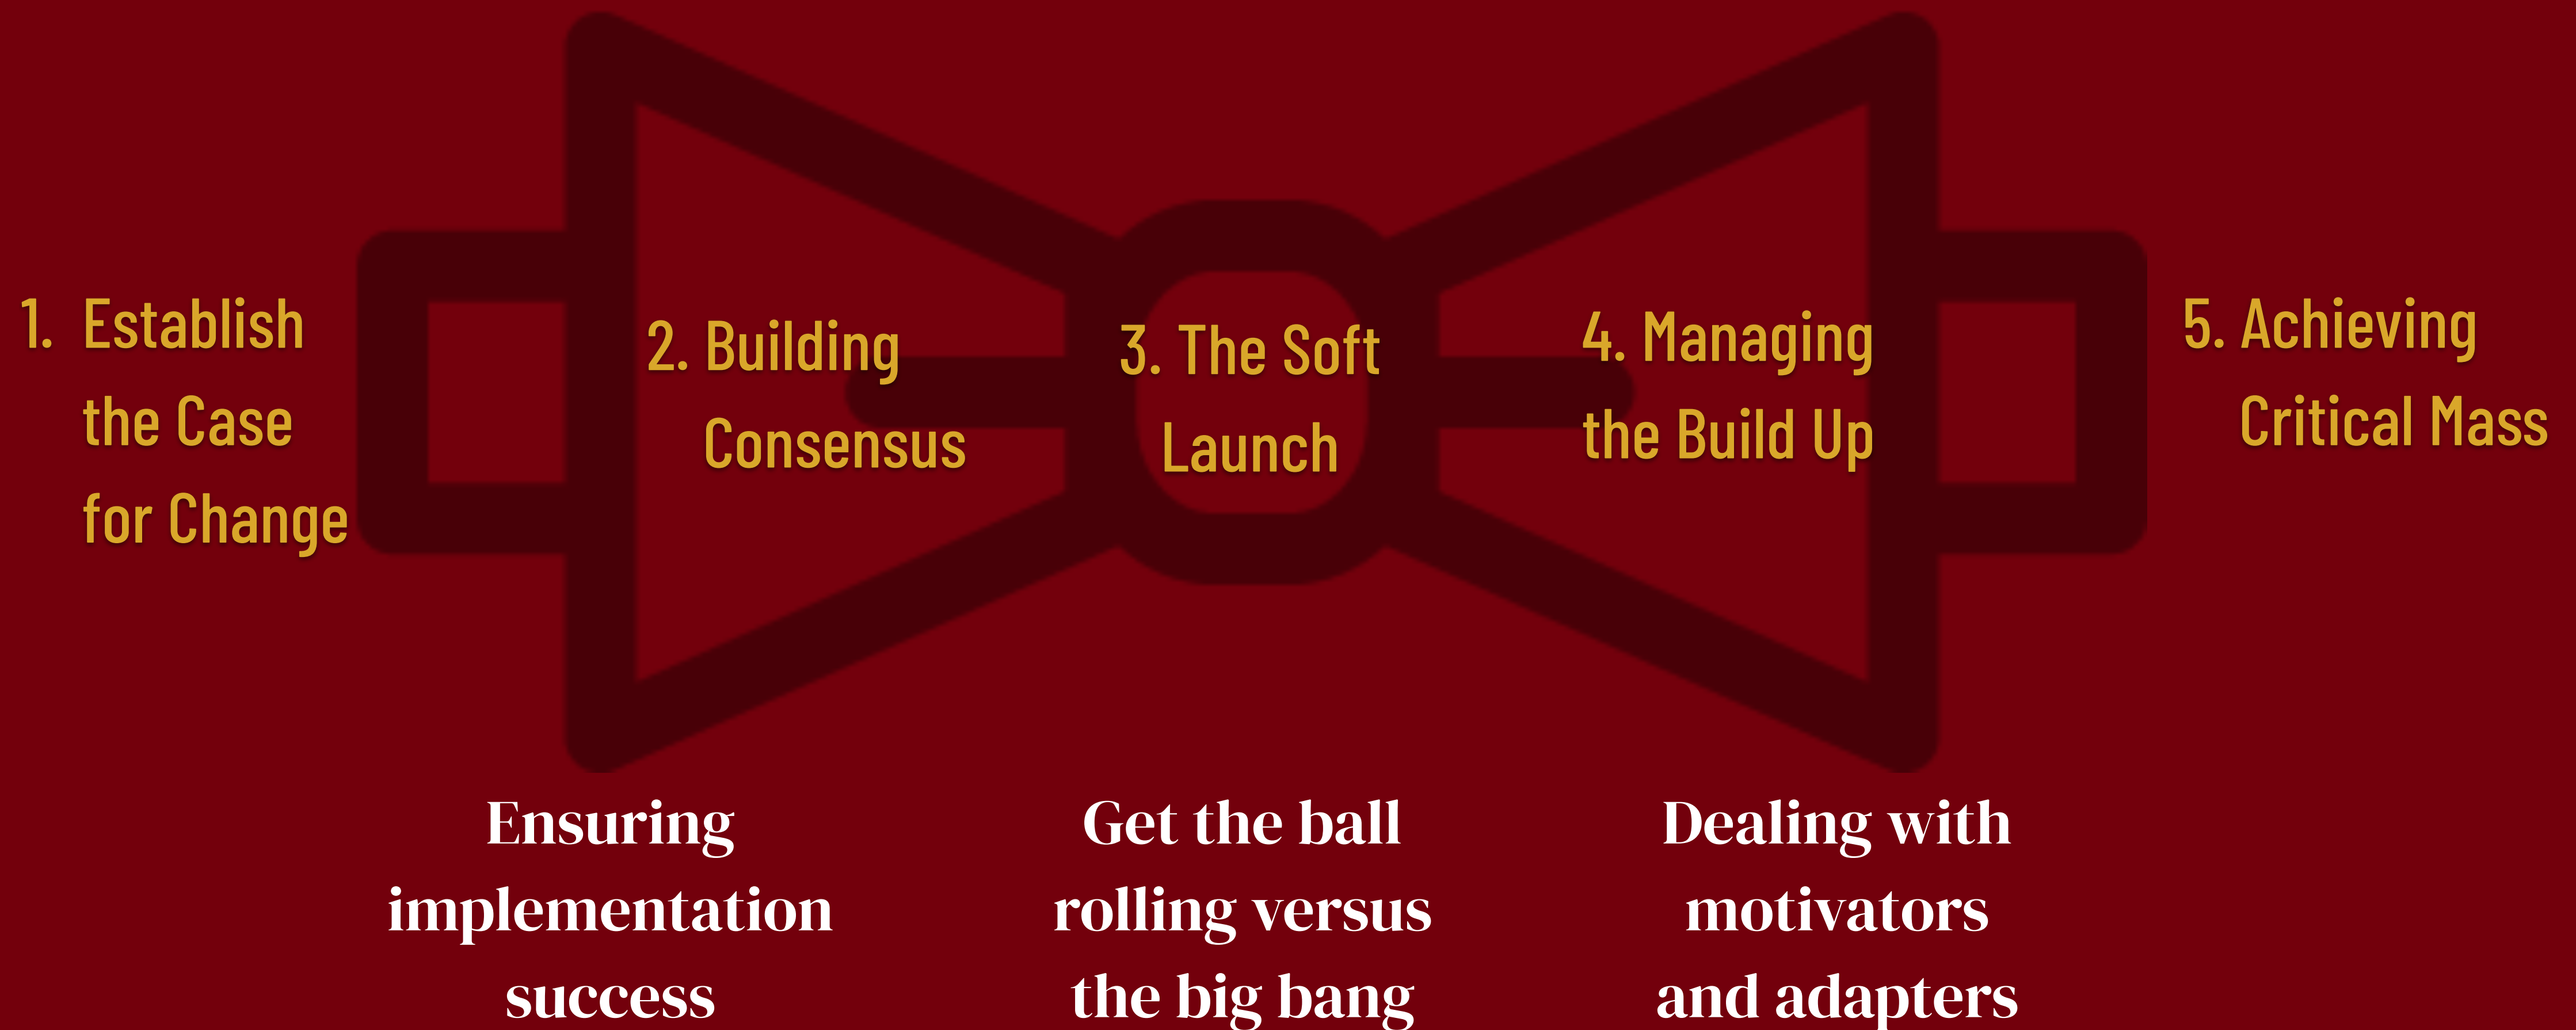 1. Establish
the Case
for Change
2. Building
Consensus
3. The Soft
Launch
4. Managing
the Build Up
5. Achieving
Critical Mass
Ensuring
implementation
success
Get the ball
rolling versus
the big bang
Dealing with
motivators
and adapters